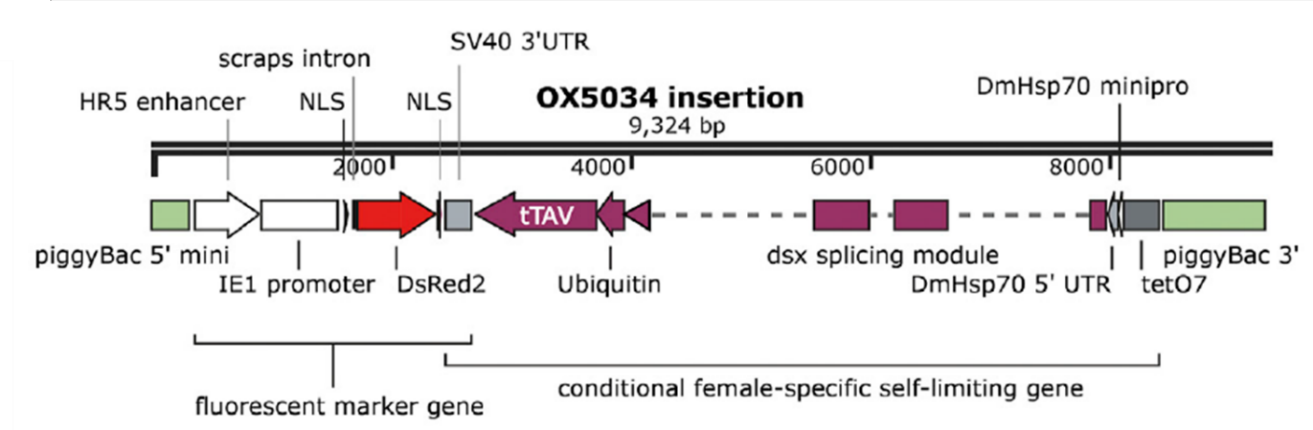 SV40 3'UTR
scraps intron
HR5 enhancer
NLS
NLS
OX5034 insertion
9,324 bp
DmHsp70 minipro
2000
4000
6000
8000
tTAV
piggyBac 5' mini
dsx splicing module
piggyBac 3'
IE1 promoter
DsRed2
Ubiquitin
DmHsp70 5' UTR
tetO7
fluorescent marker gene
conditional female-specific self-limiting gene